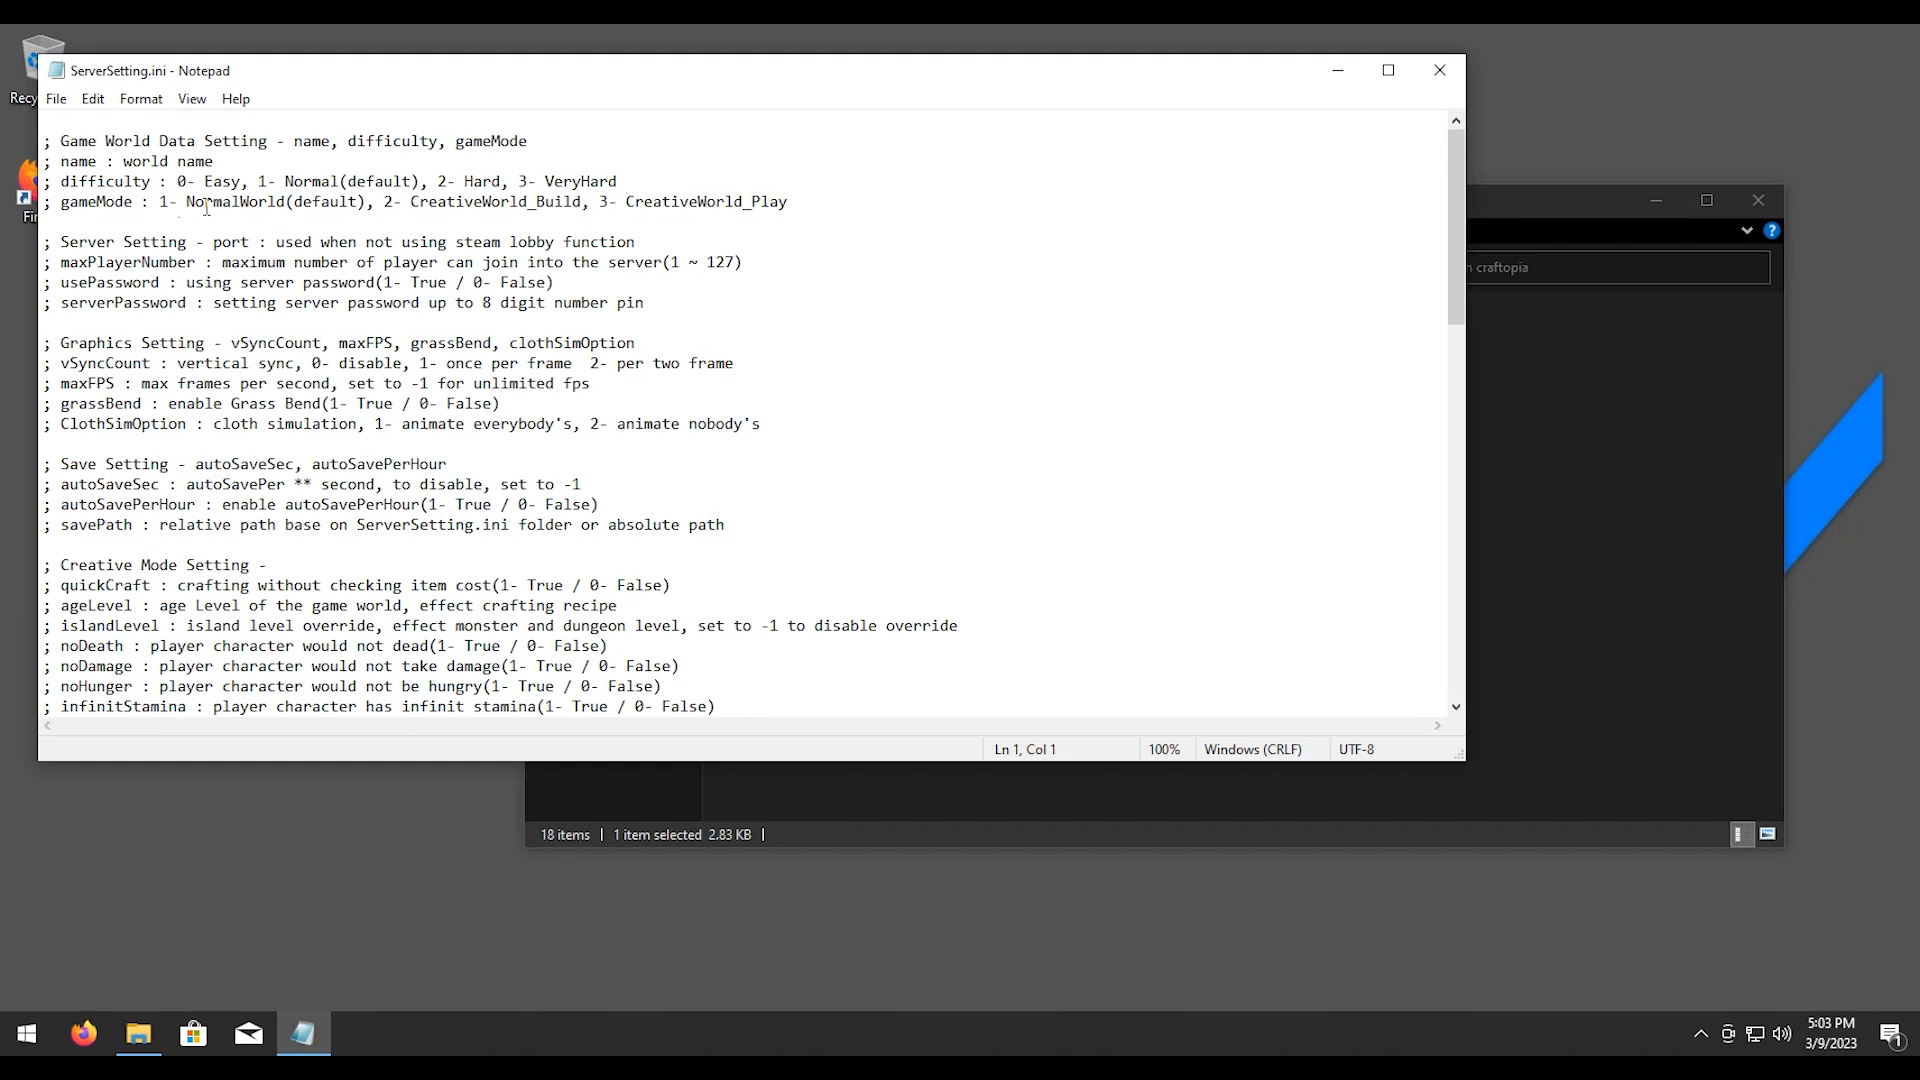 Recy
ServerSetting.ini - Notepad
File Edit Format View Help
; Game World Data Setting - name, difficulty, gameMode
; name : world name
; difficulty : 0- Easy, 1- Normal(default), 2- Hard, 3- VeryHard
; gameMode : 1- NormalWorld(default), 2- CreativeWorld_Build, 3- CreativeWorld_Play
Fir
; Server Setting - port : used when not using steam lobby function
; maxPlayerNumber : maximum number of player can join into the server(1 ~ 127)
; usePassword : using server password(1- True / 0- False)
; serverPassword : setting server password up to 8 digit number pin
craftopia
; Graphics Setting - vSyncCount, maxFPS, grassBend, clothSimOption
; vSyncCount : vertical sync, 0- disable, 1- once per frame  2- per two frame
; maxFPS : max frames per second, set to -1 for unlimited fps
; grassBend : enable Grass Bend(1- True / 0- False)
; ClothSimOption : cloth simulation, 1- animate everybody's, 2- animate nobody's
; Save Setting - autoSaveSec, autoSavePerHour
; autoSaveSec : autoSavePer ** second, to disable, set to -1
; autoSavePerHour : enable autoSavePerHour(1- True / 0- False)
; savePath : relative path base on ServerSetting.ini folder or absolute path
; Creative Mode Setting -
; quickCraft : crafting without checking item cost(1- True / 0- False)
; ageLevel : age Level of the game world, effect crafting recipe
; islandLevel : island level override, effect monster and dungeon level, set to -1 to disable override
; noDeath : player character would not dead(1- True / 0- False)
; noDamage : player character would not take damage(1- True / 0- False)
; noHunger : player character would not be hungry(1- True / 0- False)
; infinitStamina : player character has infinit stamina(1- True / 0- False)
Ln 1, Col 1 100% Windows (CRLF) UTF-8
18 items | 1 item selected 2.83 KB |
5:03 PM
3/9/2023
1